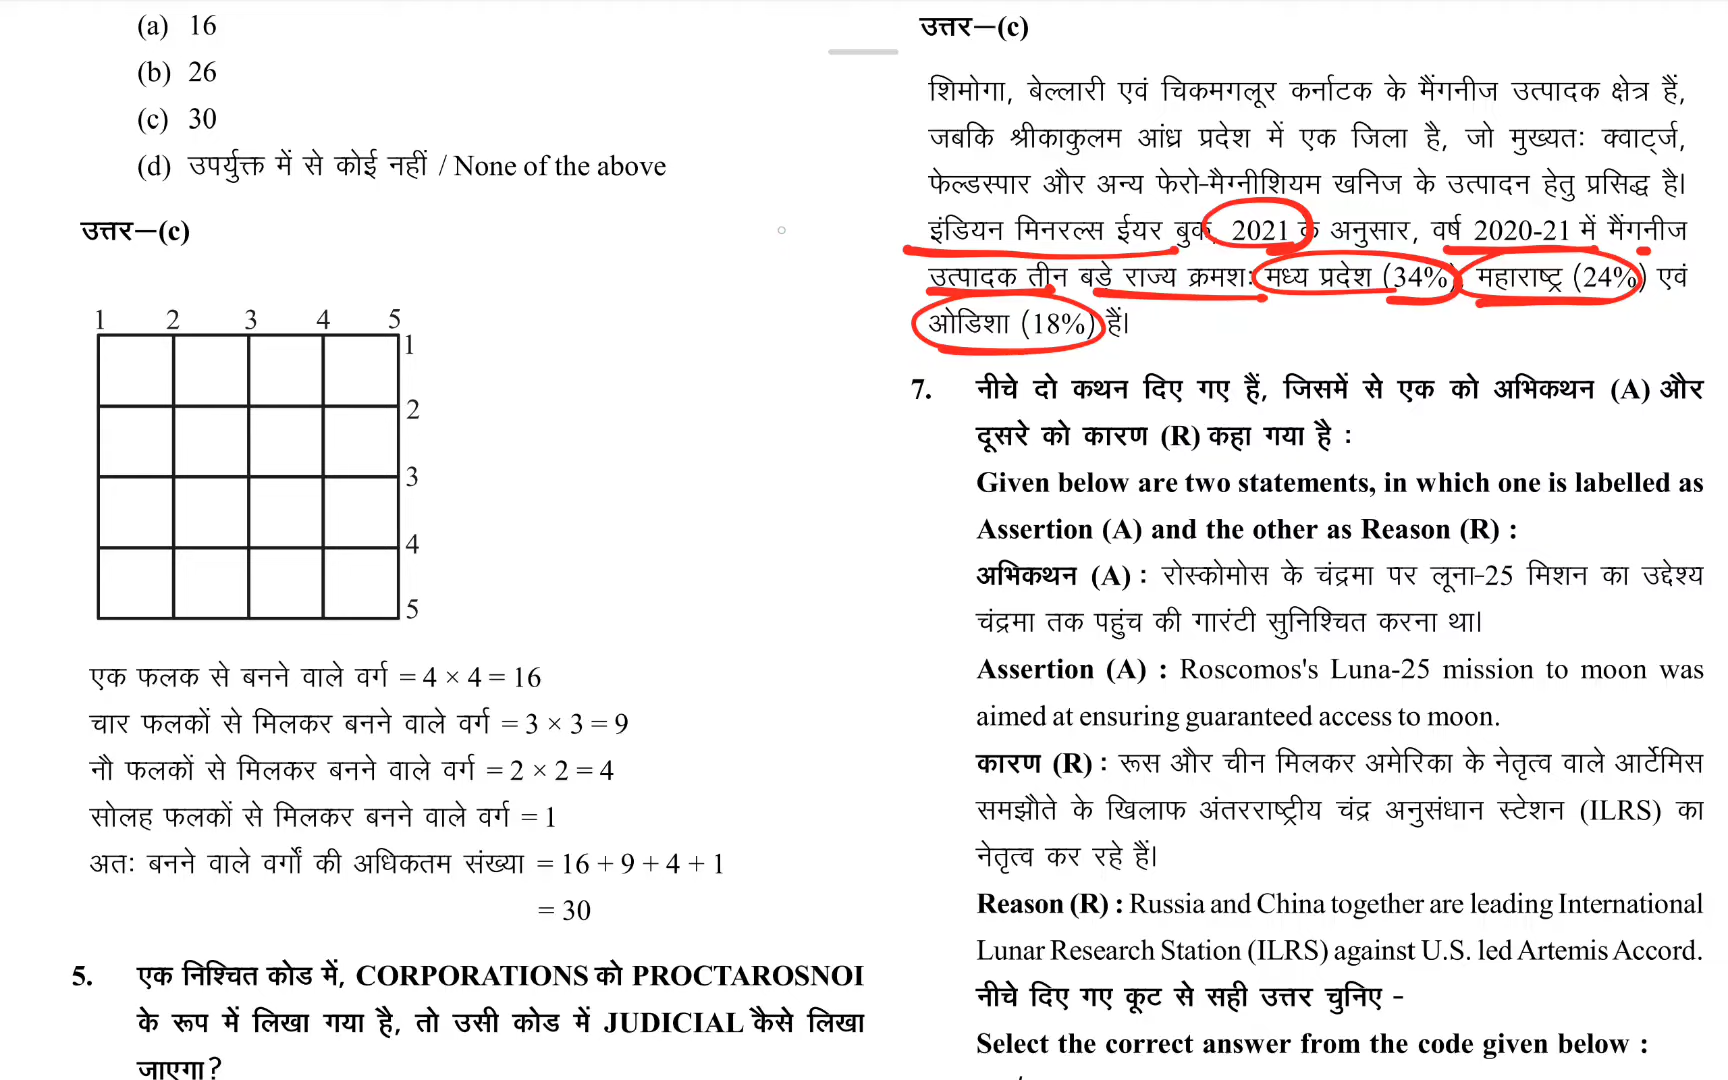 (a) 16
(b) 26
(c) 30
(d) उपर्युक्त में से कोई नहीं / None of the above
उत्तर—(c)
1 2 3 4 5
1
2
3
4
5
एक फलक से बनने वाले वर्ग = 4 × 4 = 16
चार फलकों से मिलकर बनने वाले वर्ग = 3 × 3 = 9
नौ फलकों से मिलकर बनने वाले वर्ग = 2 × 2 = 4
सोलह फलकों से मिलकर बनने वाले वर्ग = 1
अतः बनने वाले वर्गों की अधिकतम संख्या = 16 + 9 + 4 + 1
= 30
5. एक निश्चित कोड में, CORPORATIONS को PROCTAROSNOI
के रूप में लिखा गया है, तो उसी कोड में JUDICIAL कैसे लिखा
जाएगा?
उत्तर—(c)
शिमोगा, बेल्लारी एवं चिकमगलूर कर्नाटक के मैंगनीज उत्पादक क्षेत्र हैं,
जबकि श्रीकाकुलम आंध्र प्रदेश में एक जिला है, जो मुख्यतः क्वार्ट्ज,
फेल्डस्पार और अन्य फेरो-मैग्नीशियम खनिज के उत्पादन हेतु प्रसिद्ध है।
इंडियन मिनरल्स ईयर बुक, 2021 के अनुसार, वर्ष 2020-21 में मैंगनीज
उत्पादक तीन बड़े राज्य क्रमशः मध्य प्रदेश (34%), महाराष्ट्र (24%) एवं
ओडिशा (18%) हैं।
7. नीचे दो कथन दिए गए हैं, जिसमें से एक को अभिकथन (A) और
दूसरे को कारण (R) कहा गया है :
Given below are two statements, in which one is labelled as
Assertion (A) and the other as Reason (R) :
अभिकथन (A) : रोस्कोमोस के चंद्रमा पर लूना-25 मिशन का उद्देश्य
चंद्रमा तक पहुंच की गारंटी सुनिश्चित करना था।
Assertion (A) : Roscomos's Luna-25 mission to moon was
aimed at ensuring guaranteed access to moon.
कारण (R) : रूस और चीन मिलकर अमेरिका के नेतृत्व वाले आर्टेमिस
समझौते के खिलाफ अंतरराष्ट्रीय चंद्र अनुसंधान स्टेशन (ILRS) का
नेतृत्व कर रहे हैं।
Reason (R) : Russia and China together are leading International
Lunar Research Station (ILRS) against U.S. led Artemis Accord.
नीचे दिए गए कूट से सही उत्तर चुनिए -
Select the correct answer from the code given below :